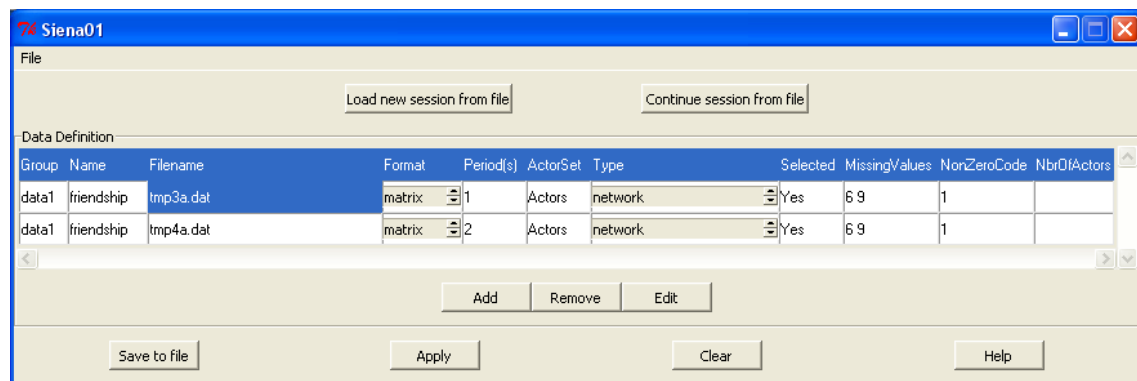 Siena01
File
Load new session from file Continue session from file
Data Definition
Group Name Filename Format Period(s) ActorSet Type Selected MissingValues NonZeroCode NbrOfActors
data1 friendship tmp3a.dat matrix 1 Actors network Yes 6 9 1
data1 friendship tmp4a.dat matrix 2 Actors network Yes 6 9 1
Add Remove Edit
Save to file Apply Clear Help